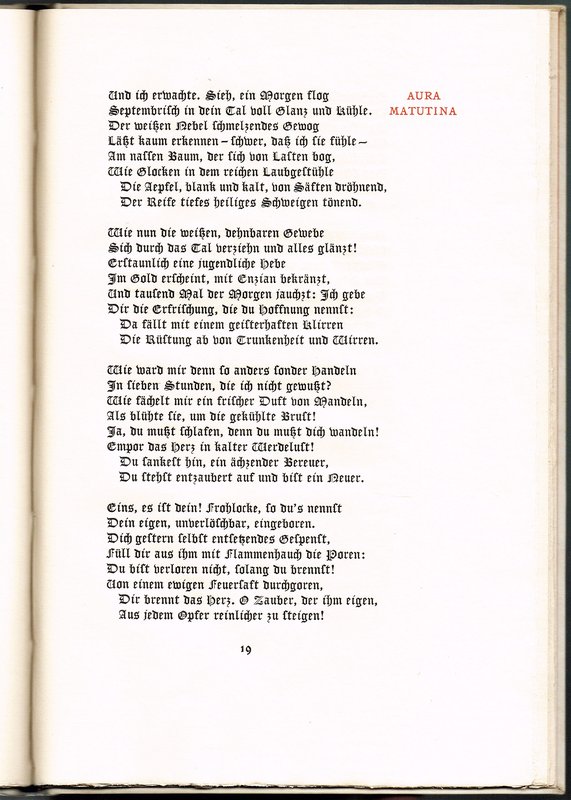 AURA
MATUTINA
Und ich erwachte. Sieh, ein Morgen flog
Septembrisch in dein Tal voll Glanz und Kühle.
Der weißen Nebel schmelzendes Gewog
Läßt kaum erkennen – schwer, daß ich sie fühle –
Am nassen Baum, der sich von Lasten bog,
Wie Glocken in dem reichen Laubgestühle
Die Aepfel, blank und kalt, von Säften dröhnend,
Der Reife tiefes heiliges Schweigen tönend.
Wie nun die weißen, dehnbaren Gewebe
Sich durch das Tal verziehn und alles glänzt!
Erstaunlich eine jugendliche Hebe
Im Gold erscheint, mit Enzian bekränzt,
Und tausend Mal der Morgen jauchzt: Ich gebe
Dir die Erfrischung, die du Hoffnung nennst:
Da fällt mit einem geisterhaften Klirren
Die Rüstung ab von Trunkenheit und Wirren.
Wie ward mir denn so anders sonder Handeln
In sieben Stunden, die ich nicht gewußt?
Wie fächelt mir ein frischer Duft von Mandeln,
Als blühte sie, um die gekühlte Brust!
Ja, du mußt schlafen, denn du mußt dich wandeln!
Empor das Herz in kalter Werdelust!
Du sankest hin, ein ächzender Bereuer,
Du stehst entzaubert auf und bist ein Neuer.
Eins, es ist dein! Frohlocke, so du's nennst
Dein eigen, unverlöschbar, eingeboren.
Dich gestern selbst entsetzendes Gespenst,
Füll dir aus ihm mit Flammenhauch die Poren:
Du bist verloren nicht, solang du brennst!
Von einem ewigen Feuersaft durchgoren,
Dir brennt das Herz. O Zauber, der ihm eigen,
Aus jedem Opfer reinlicher zu steigen!
19